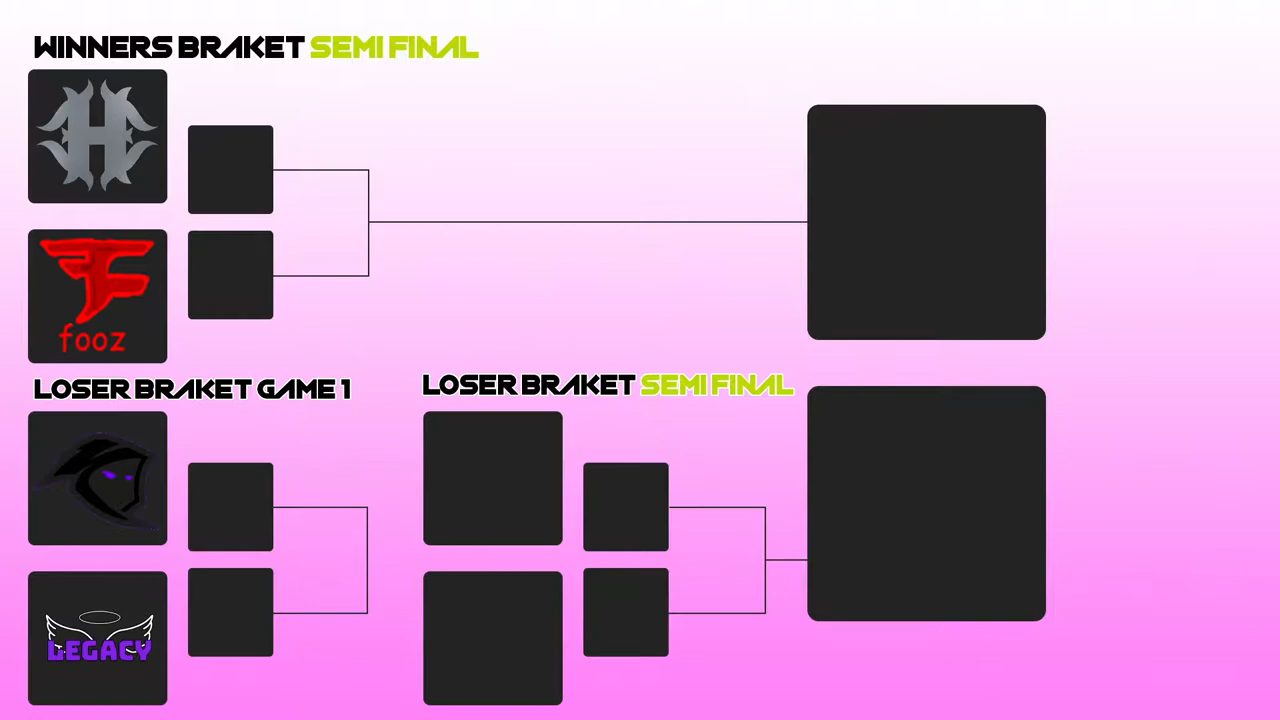 WINNERS BRAKET SEMI FINAL
H
F
fooz
LOSER BRAKET GAME 1
LOSER BRAKET SEMI FINAL
LEGACY